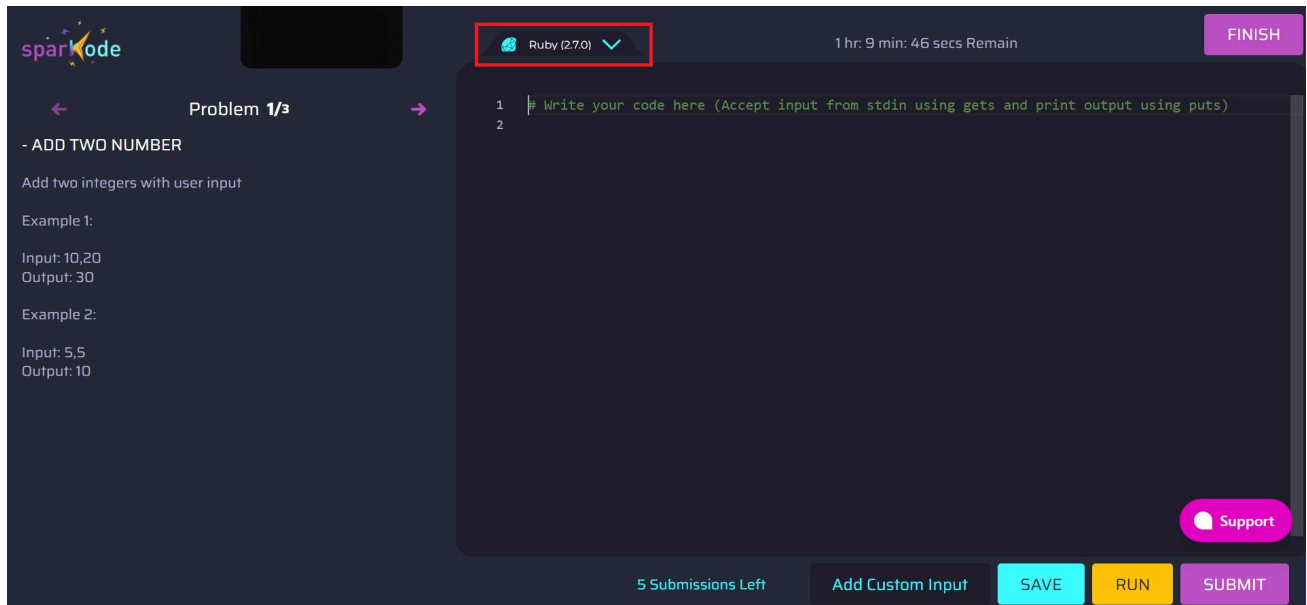 sparkode
Ruby (2.7.0)
1 hr: 9 min: 46 secs Remain
FINISH
Problem 1/3
- ADD TWO NUMBER
Add two integers with user input
Example 1:
Input: 10,20
Output: 30
Example 2:
Input: 5,5
Output: 10
1 # Write your code here (Accept input from stdin using gets and print output using puts)
2
Support
5 Submissions Left
Add Custom Input
SAVE
RUN
SUBMIT